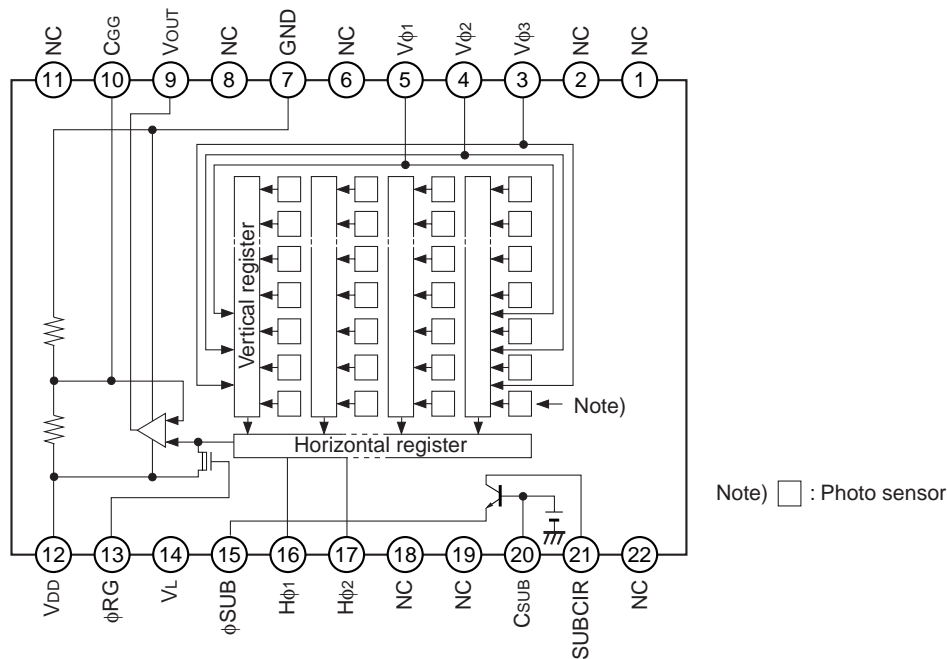 NC
CGG
VOUT
NC
GND
NC
Vϕ1
Vϕ2
Vϕ3
NC
NC
11
10
9
8
7
6
5
4
3
2
1
Vertical register
Note)
Horizontal register
Note) : Photo sensor
12
13
14
15
16
17
18
19
20
21
22
VDD
ϕRG
VL
ϕSUB
Hϕ1
Hϕ2
NC
NC
CSUB
SUBCIR
NC